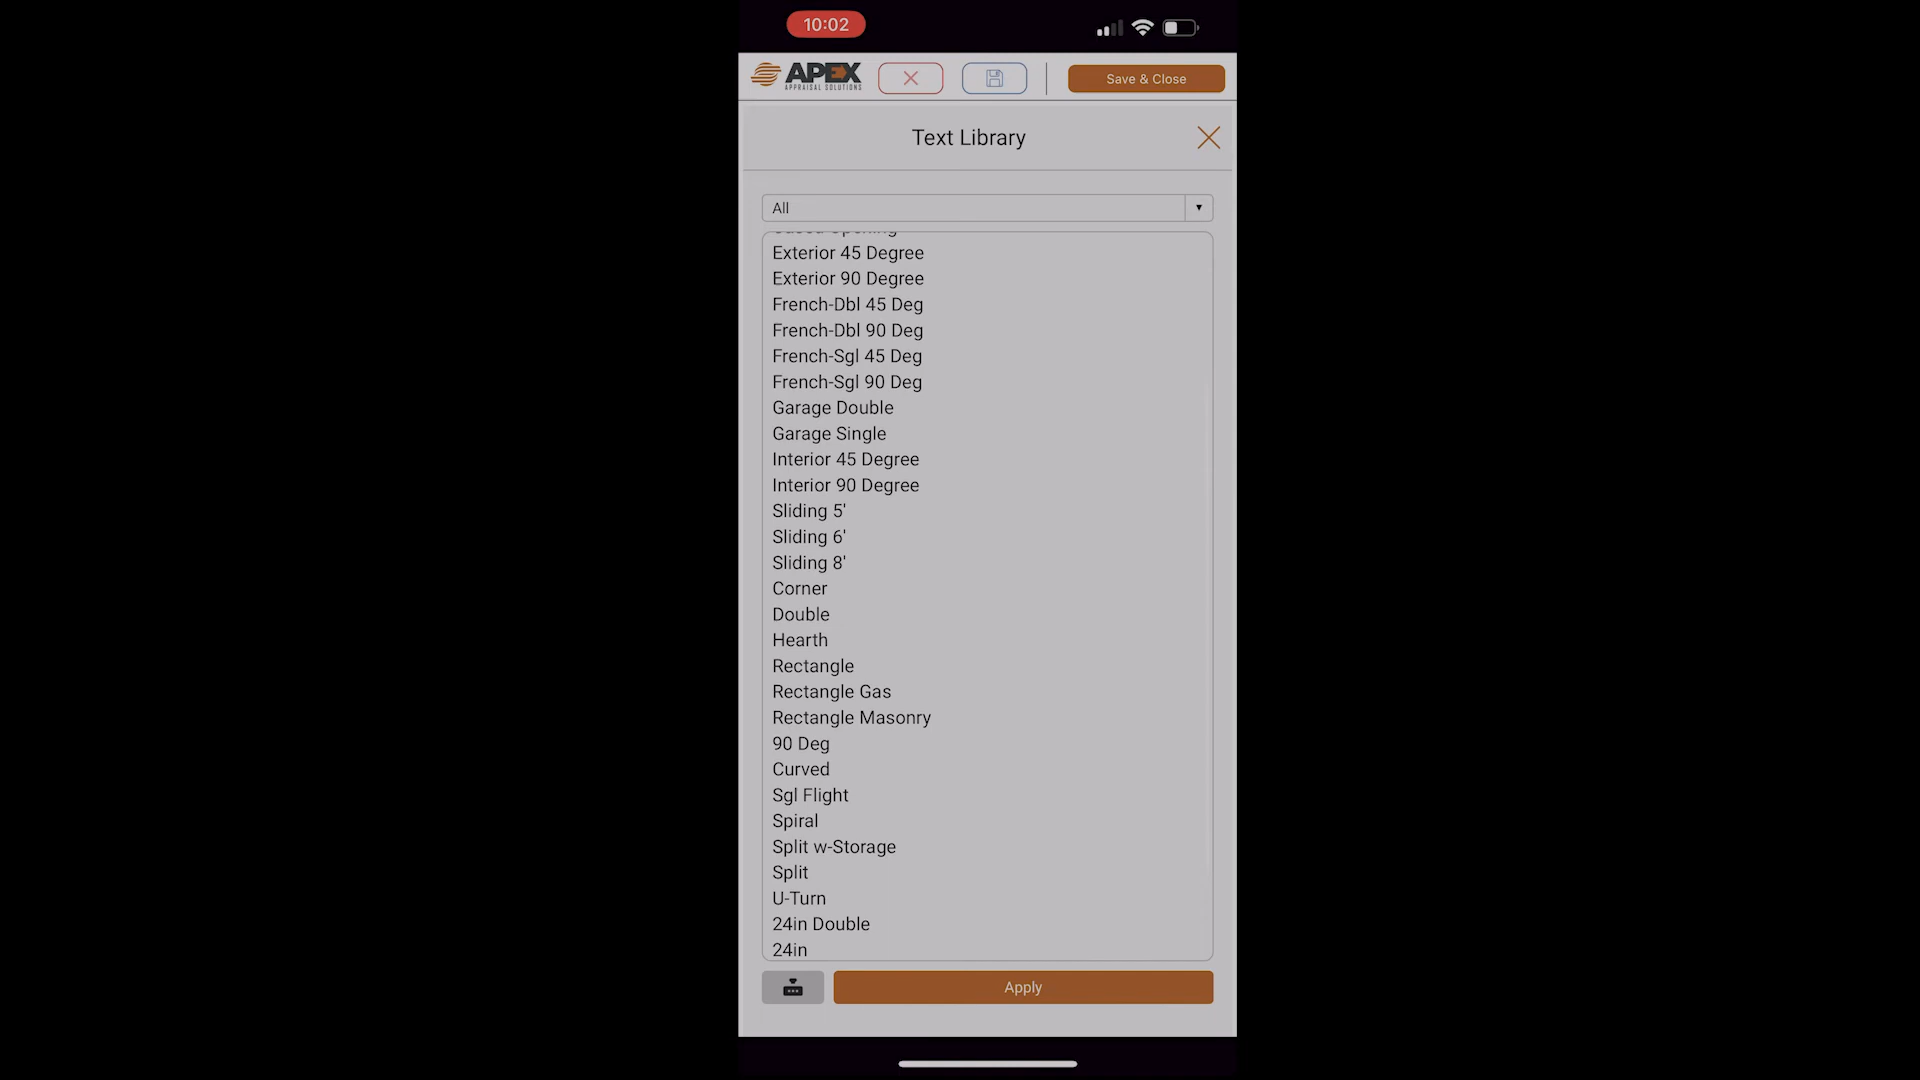 10:02
APEX
APPRAISAL SOLUTIONS
Save & Close
Text Library
All
Exterior 45 Degree
Exterior 90 Degree
French-Dbl 45 Deg
French-Dbl 90 Deg
French-Sgl 45 Deg
French-Sgl 90 Deg
Garage Double
Garage Single
Interior 45 Degree
Interior 90 Degree
Sliding 5'
Sliding 6'
Sliding 8'
Corner
Double
Hearth
Rectangle
Rectangle Gas
Rectangle Masonry
90 Deg
Curved
Sgl Flight
Spiral
Split w-Storage
Split
U-Turn
24in Double
24in
Apply